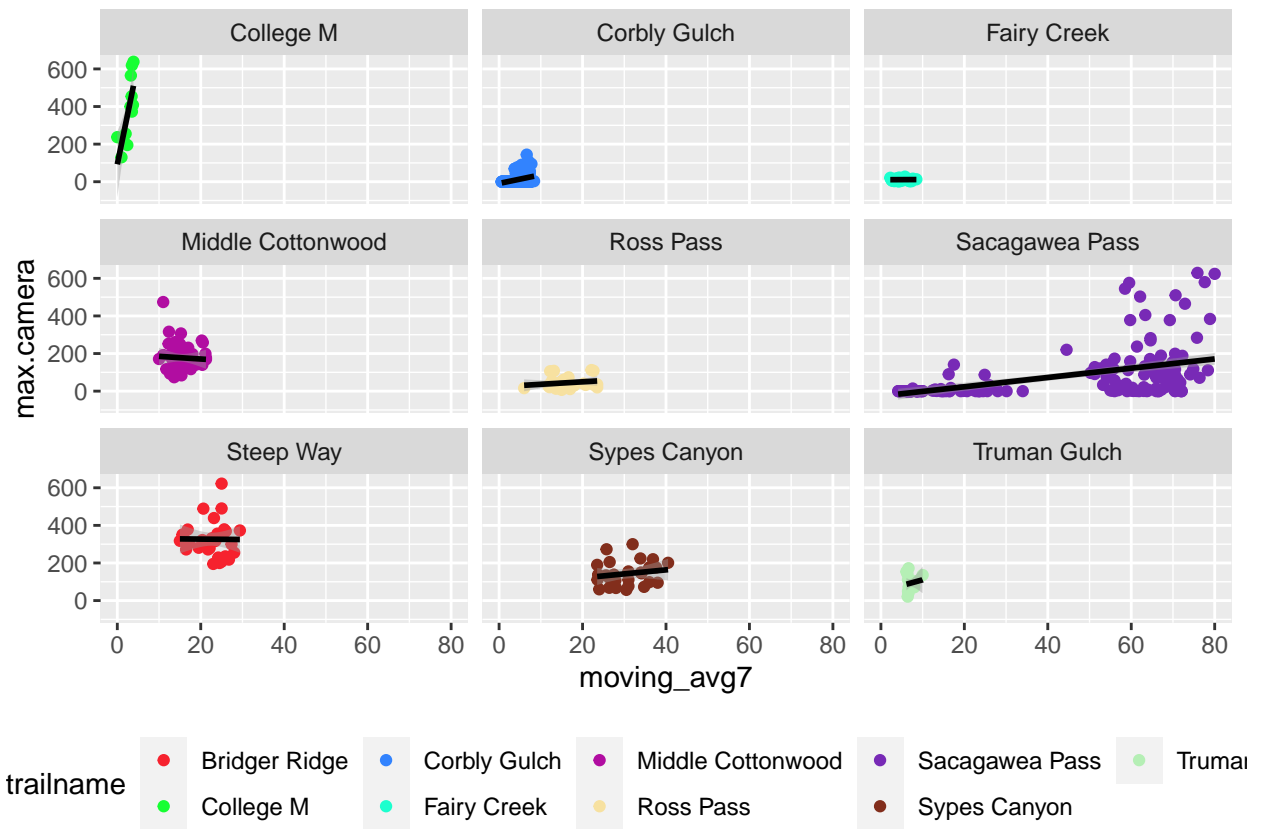 College M Corbly Gulch Fairy Creek
600
400
200
0
Middle Cottonwood Ross Pass Sacagawea Pass
600
400
200
0
max.camera
Steep Way Sypes Canyon Truman Gulch
600
400
200
0
0 20 40 60 80 0 20 40 60 80 0 20 40 60 80
moving_avg7
trailname
Bridger Ridge Corbly Gulch Middle Cottonwood Sacagawea Pass Truman
College M Fairy Creek Ross Pass Sypes Canyon